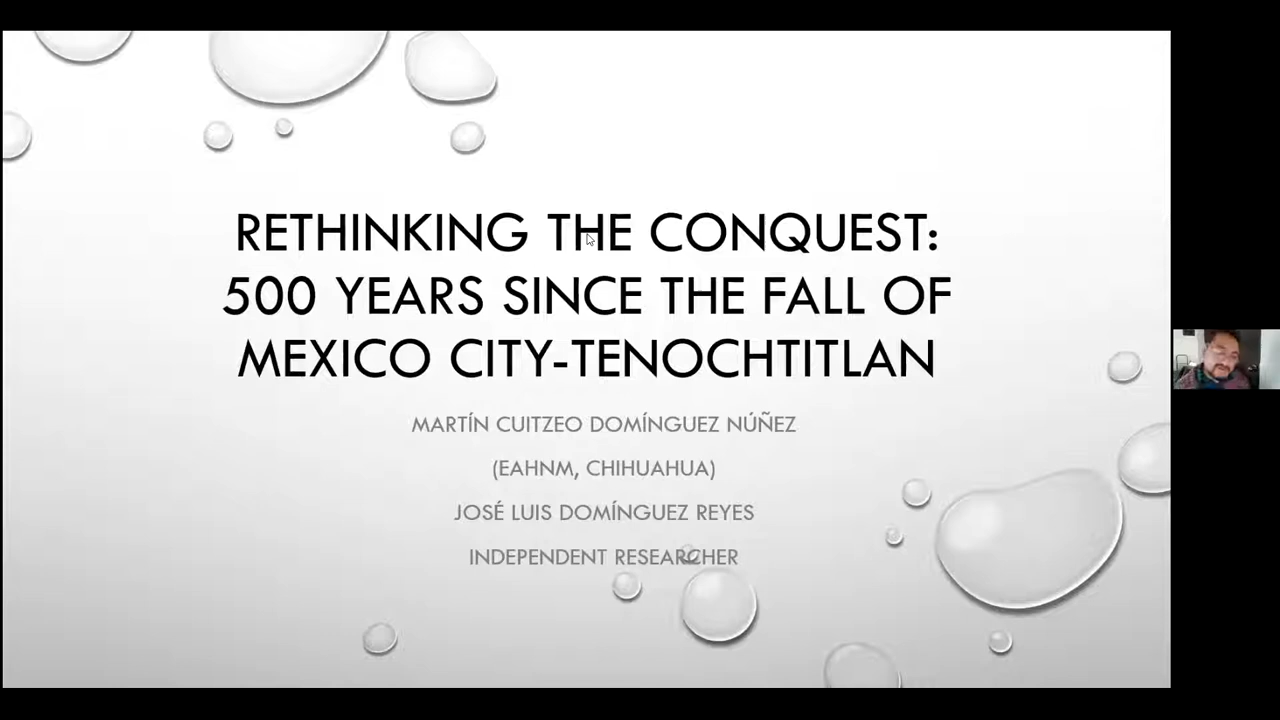 RETHINKING THE CONQUEST:
500 YEARS SINCE THE FALL OF
MEXICO CITY-TENOCHTITLAN
MARTÍN CUITZEO DOMÍNGUEZ NÚÑEZ
(EAHNM, CHIHUAHUA)
JOSÉ LUIS DOMÍNGUEZ REYES
INDEPENDENT RESEARCHER